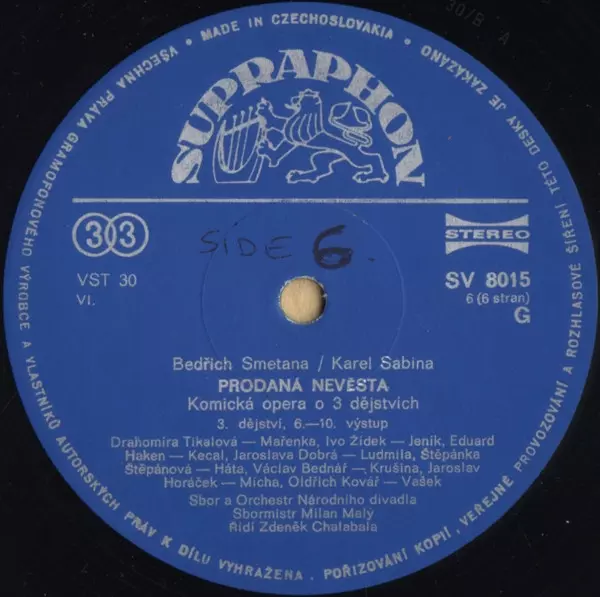 VŠECHNA PRÁVA GRAMOFONOVÉHO VÝROBCE A VLASTNÍKŮ AUTORSKÝCH PRÁV K DÍLU VYHRAŽENA . POŘIZOVÁNÍ KOPIÍ , VEŘEJNÉ PROVOZOVÁNÍ A ROZHLASOVÉ ŠÍŘENÍ TÉTO DESKY JE ZAKÁZÁNO
• MADE IN CZECHOSLOVAKIA •
30/B A
SUPRAPHON
33
STEREO
SIDE 6.
VST 30
SV 8015
VI.
6 (6 stran)
G
Bedřich Smetana / Karel Sabina
PRODANÁ NEVĚSTA
Komická opera o 3 dějstvích
3. dějství, 6.—10. výstup
Drahomíra Tikalová — Mařenka, Ivo Žídek — Jeník, Eduard
Haken — Kecal, Jaroslava Dobrá — Ludmila, Štěpánka
Štěpánová — Háta, Václav Bednář — Krušina, Jaroslav
Horáček — Mícha, Oldřich Kovář — Vašek
Sbor a Orchestr Národního divadla
Sbormistr Milan Malý
Řídí Zdeněk Chalabala